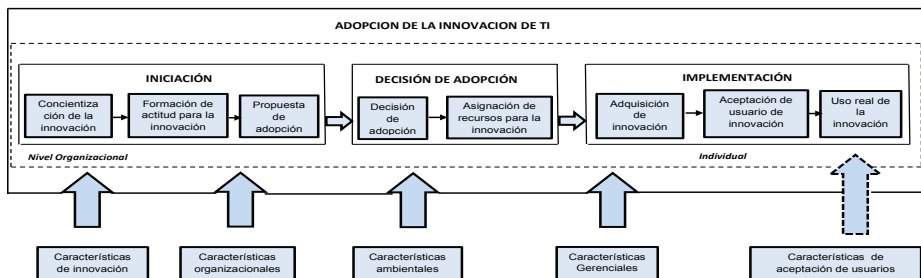 ADOPCION DE LA INNOVACION DE TI
INICIACIÓN
Concientiza
ción de la
innovación
Formación de
actitud para la
innovación
Propuesta
de
adopción
DECISIÓN DE ADOPCIÓN
Decisión
de
adopción
Asignación de
recursos para la
innovación
IMPLEMENTACIÓN
Adquisición
de
innovación
Aceptación de
usuario de
innovación
Uso real de
la
innovación
Nivel Organizacional
Individual
Características
de innovación
Características
organizacionales
Características
ambientales
Características
Gerenciales
Características de
aceptación de usuarios